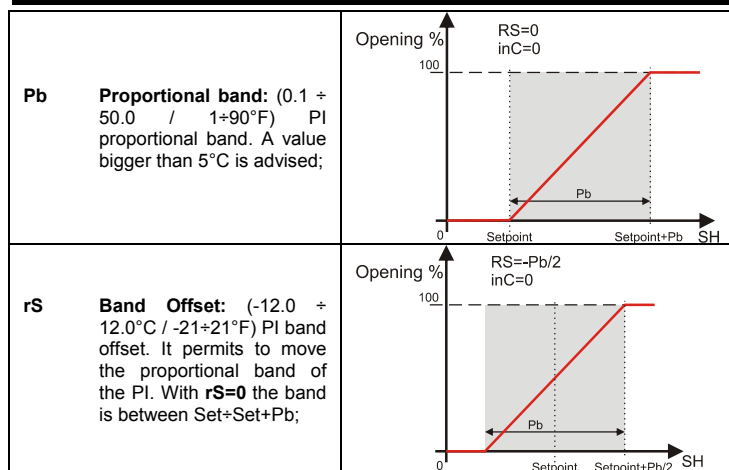 Pb Proportional band: (0.1 ÷
50.0 / 1÷90°F) PI
proportional band. A value
bigger than 5°C is advised;
Opening %
RS=0
inC=0
100
Pb
0
Setpoint
Setpoint+Pb
SH
rS Band Offset: (-12.0 ÷
12.0°C / -21÷21°F) PI band
offset. It permits to move
the proportional band of
the PI. With rS=0 the band
is between Set÷Set+Pb;
Opening %
RS=-Pb/2
inC=0
100
Pb
0
Setpoint
Setpoint+Pb/2
SH